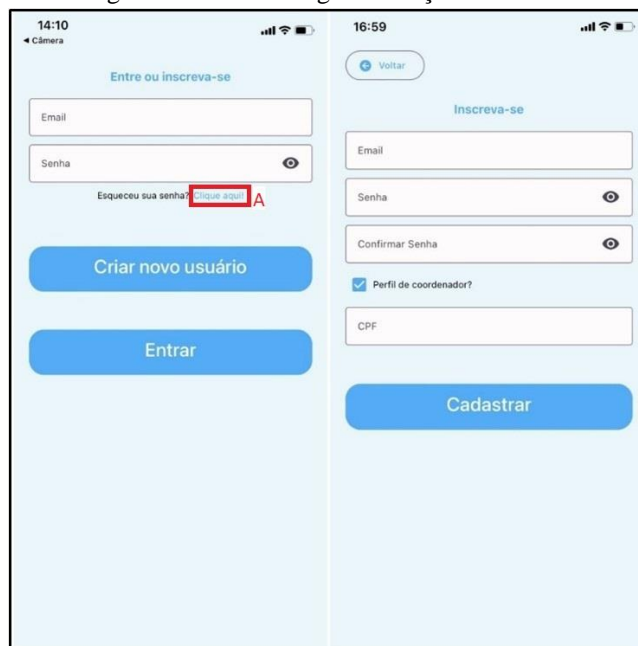 14:10
◄ Câmera
Entre ou inscreva-se
Email
Senha
Esqueceu sua senha? Clique aqui!
A
Criar novo usuário
Entrar
16:59
Voltar
Inscreva-se
Email
Senha
Confirmar Senha
Perfil de coordenador?
CPF
Cadastrar